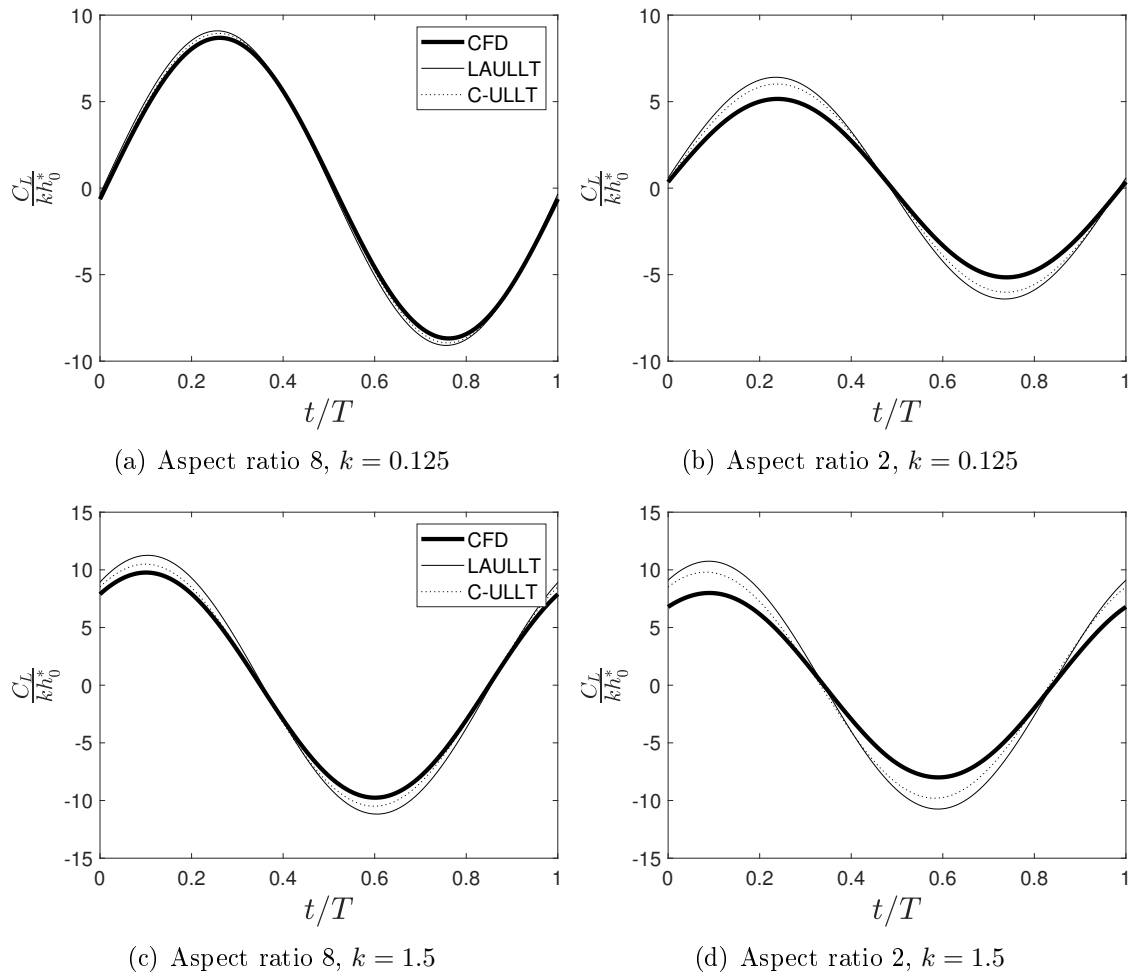 10
5
0
-5
-10
C_L
kh_0^*
0 0.2 0.4 0.6 0.8 1
t/T
CFD
LAULLT
C-ULLT
(a) Aspect ratio 8, k = 0.125
10
5
0
-5
-10
C_L
kh_0^*
0 0.2 0.4 0.6 0.8 1
t/T
(b) Aspect ratio 2, k = 0.125
15
10
5
0
-5
-10
-15
C_L
kh_0^*
0 0.2 0.4 0.6 0.8 1
t/T
CFD
LAULLT
C-ULLT
(c) Aspect ratio 8, k = 1.5
15
10
5
0
-5
-10
-15
C_L
kh_0^*
0 0.2 0.4 0.6 0.8 1
t/T
(d) Aspect ratio 2, k = 1.5